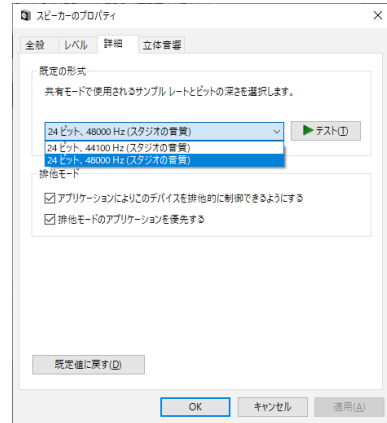 スピーカーのプロパティ
全般 レベル 詳細 立体音響
既定の形式
共有モードで使用されるサンプル レートとビットの深さを選択します。
24 ビット、48000 Hz (スタジオの音質) テスト(T)
24 ビット、44100 Hz (スタジオの音質)
24 ビット、48000 Hz (スタジオの音質)
排他モード
アプリケーションによりこのデバイスを排他的に制御できるようにする
排他モードのアプリケーションを優先する
既定値に戻す(D)
OK キャンセル 適用(A)